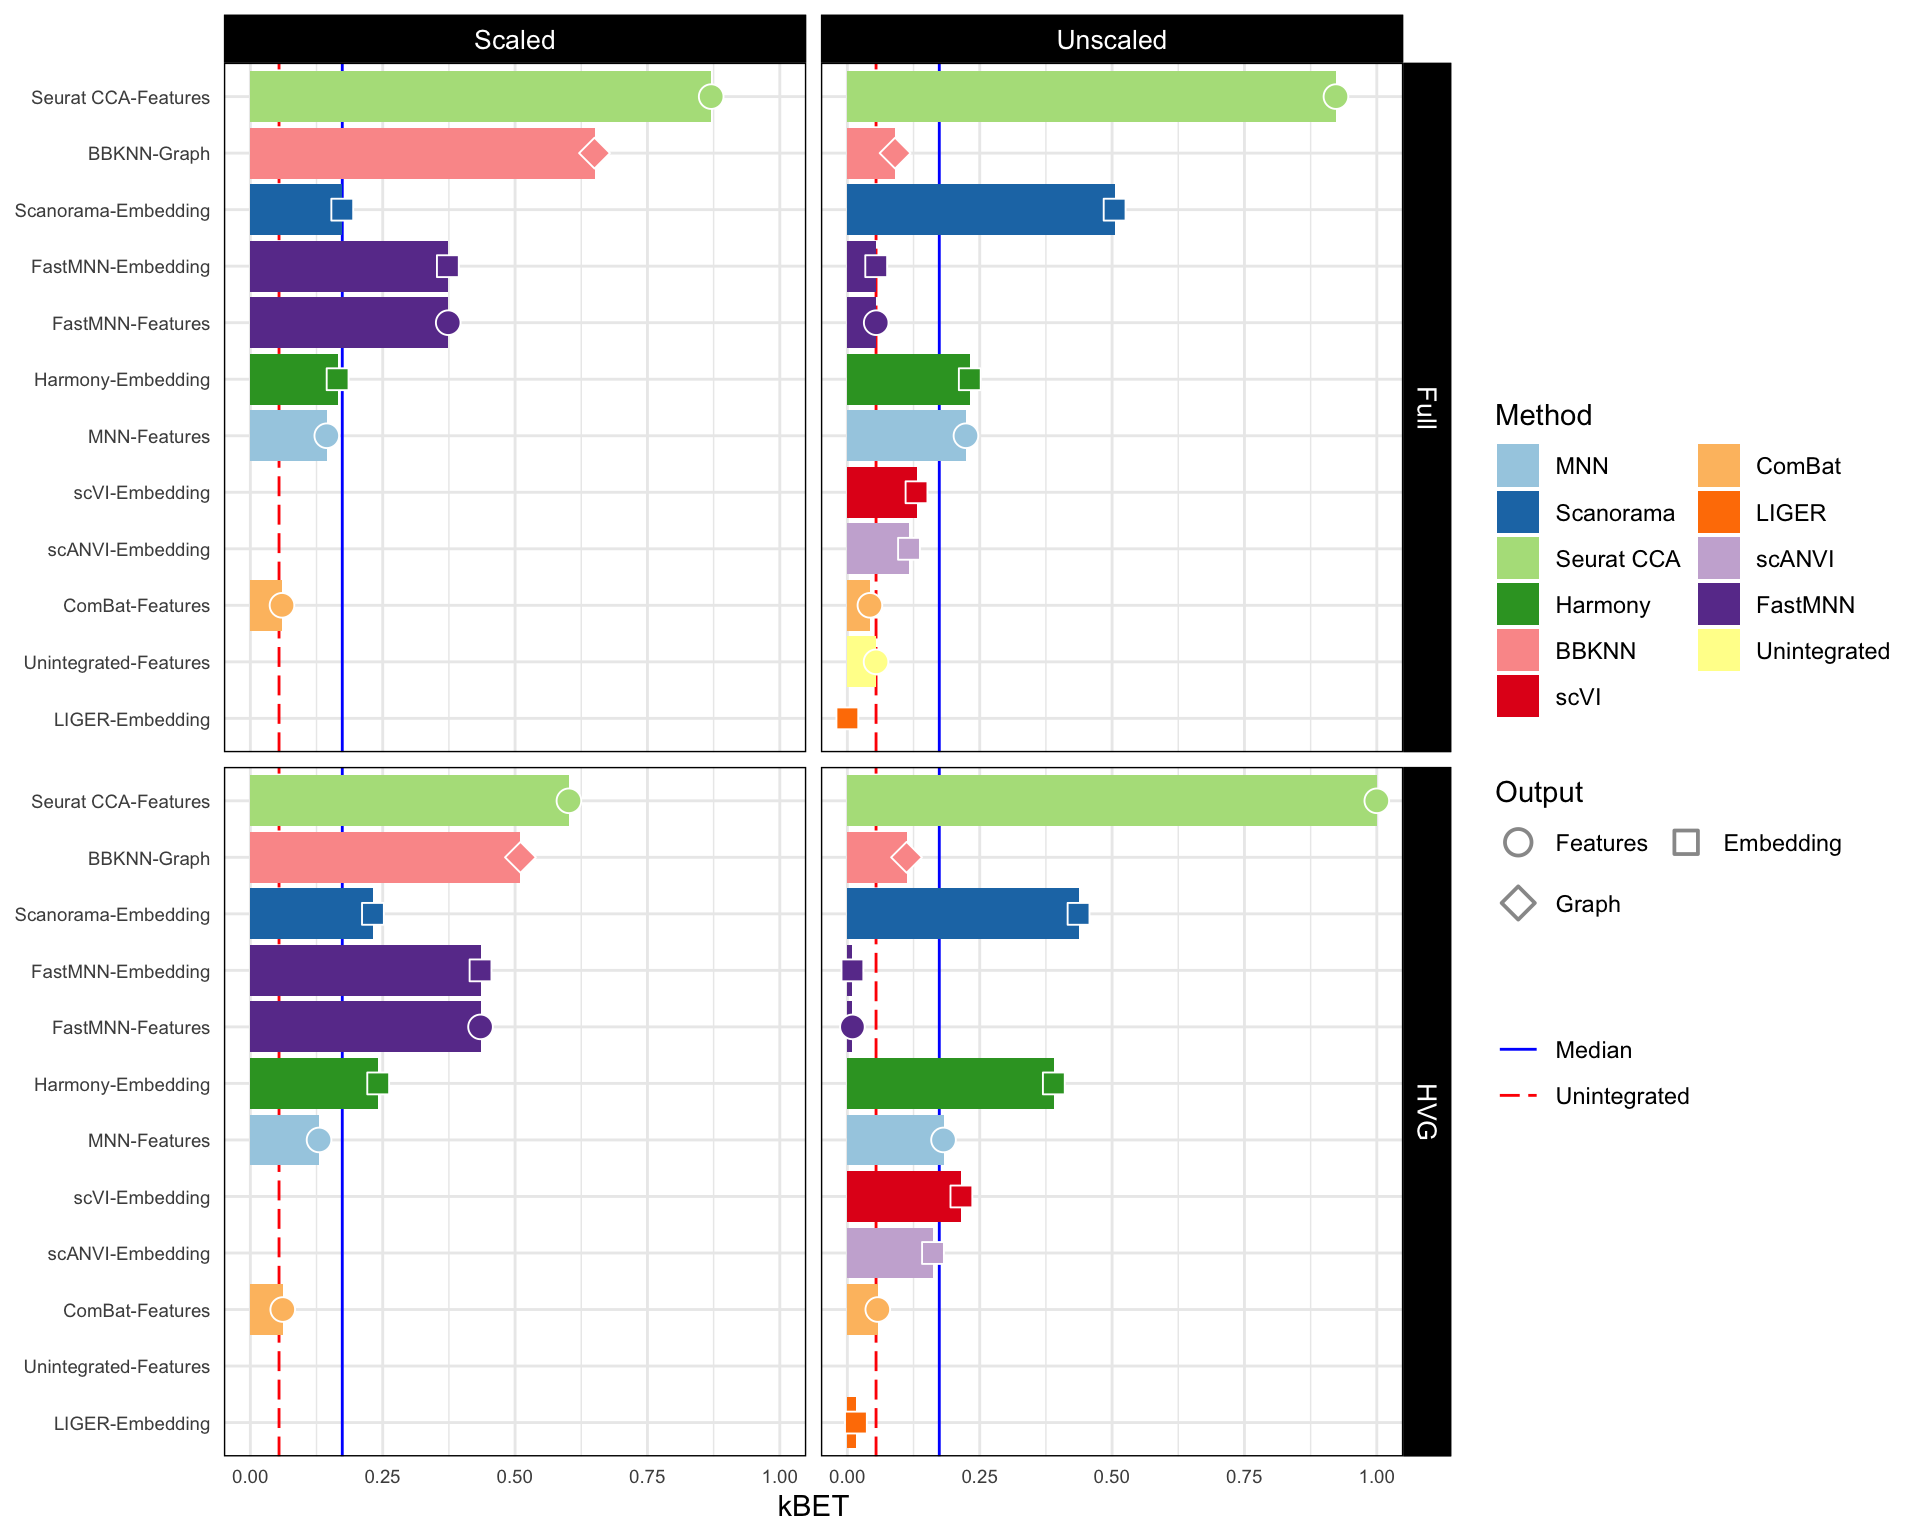 Scaled
Unscaled
Seurat CCA-Features
BBKNN-Graph
Scanorama-Embedding
FastMNN-Embedding
FastMNN-Features
Harmony-Embedding
MNN-Features
scVI-Embedding
scANVI-Embedding
ComBat-Features
Unintegrated-Features
LIGER-Embedding
Full
Seurat CCA-Features
BBKNN-Graph
Scanorama-Embedding
FastMNN-Embedding
FastMNN-Features
Harmony-Embedding
MNN-Features
scVI-Embedding
scANVI-Embedding
ComBat-Features
Unintegrated-Features
LIGER-Embedding
HVG
0.00 0.25 0.50 0.75 1.00
0.00 0.25 0.50 0.75 1.00
kBET
Method
MNN
Scanorama
Seurat CCA
Harmony
BBKNN
scVI
ComBat
LIGER
scANVI
FastMNN
Unintegrated
Output
Features
Embedding
Graph
Median
Unintegrated